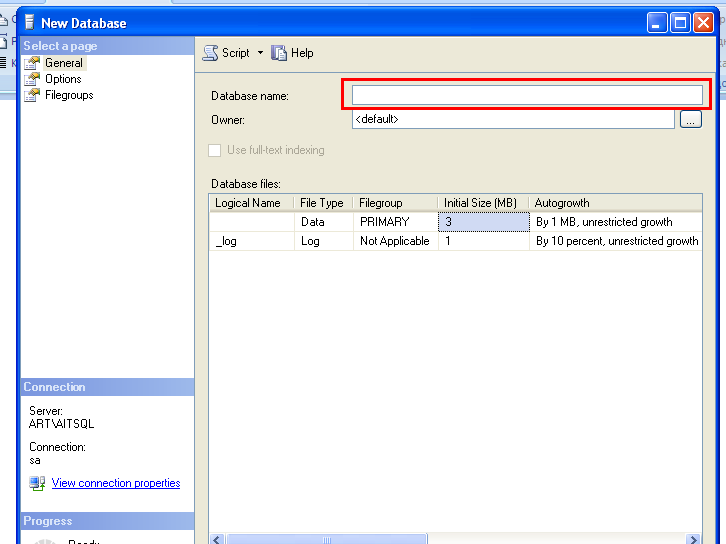 New Database
Select a page
General
Options
Filegroups
Script
Help
Database name:
Owner:
<default>
...
Use full-text indexing
Database files:
Logical Name File Type Filegroup Initial Size (MB) Autogrowth
Data PRIMARY 3 By 1 MB, unrestricted growth
_log Log Not Applicable 1 By 10 percent, unrestricted growth
Connection
Server:
ART\AITSQL
Connection:
sa
View connection properties
Progress
Ready